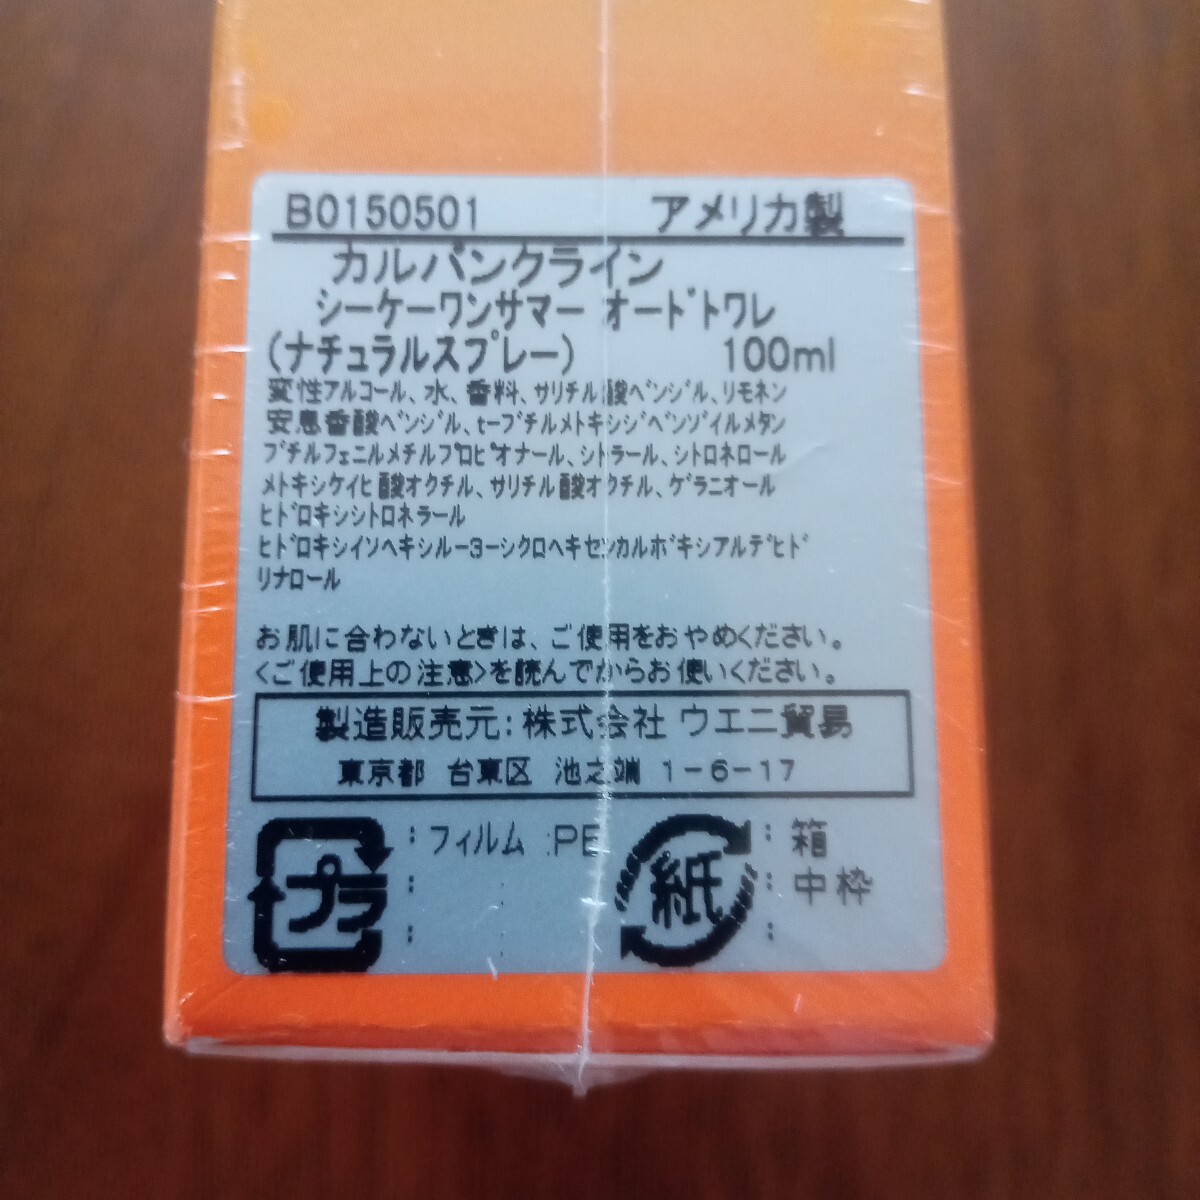 B0150501 アメリカ製
カルバンクライン
シーケーワンサマー オードトワレ
(ナチュラルスプレー) 100ml
変性アルコール、水、香料、サリチル酸ベンジル、リモネン
安息香酸ベンジル、t-ブチルメトキシジベンゾイルメタン
ブチルフェニルメチルプロピオナール、シトラール、シトロネロール
メトキシケイヒ酸オクチル、サリチル酸オクチル、ゲラニオール
ヒドロキシシトロネラール
ヒドロキシイソヘキシル-3-シクロヘキセンカルボキシアルデヒド
リナロール
お肌に合わないときは、ご使用をおやめください。
<ご使用上の注意>を読んでからお使いください。
製造販売元:株式会社 ウエニ貿易
東京都 台東区 池之端 1-6-17
プラ : フィルム :PE
紙 : 箱
: 中枠